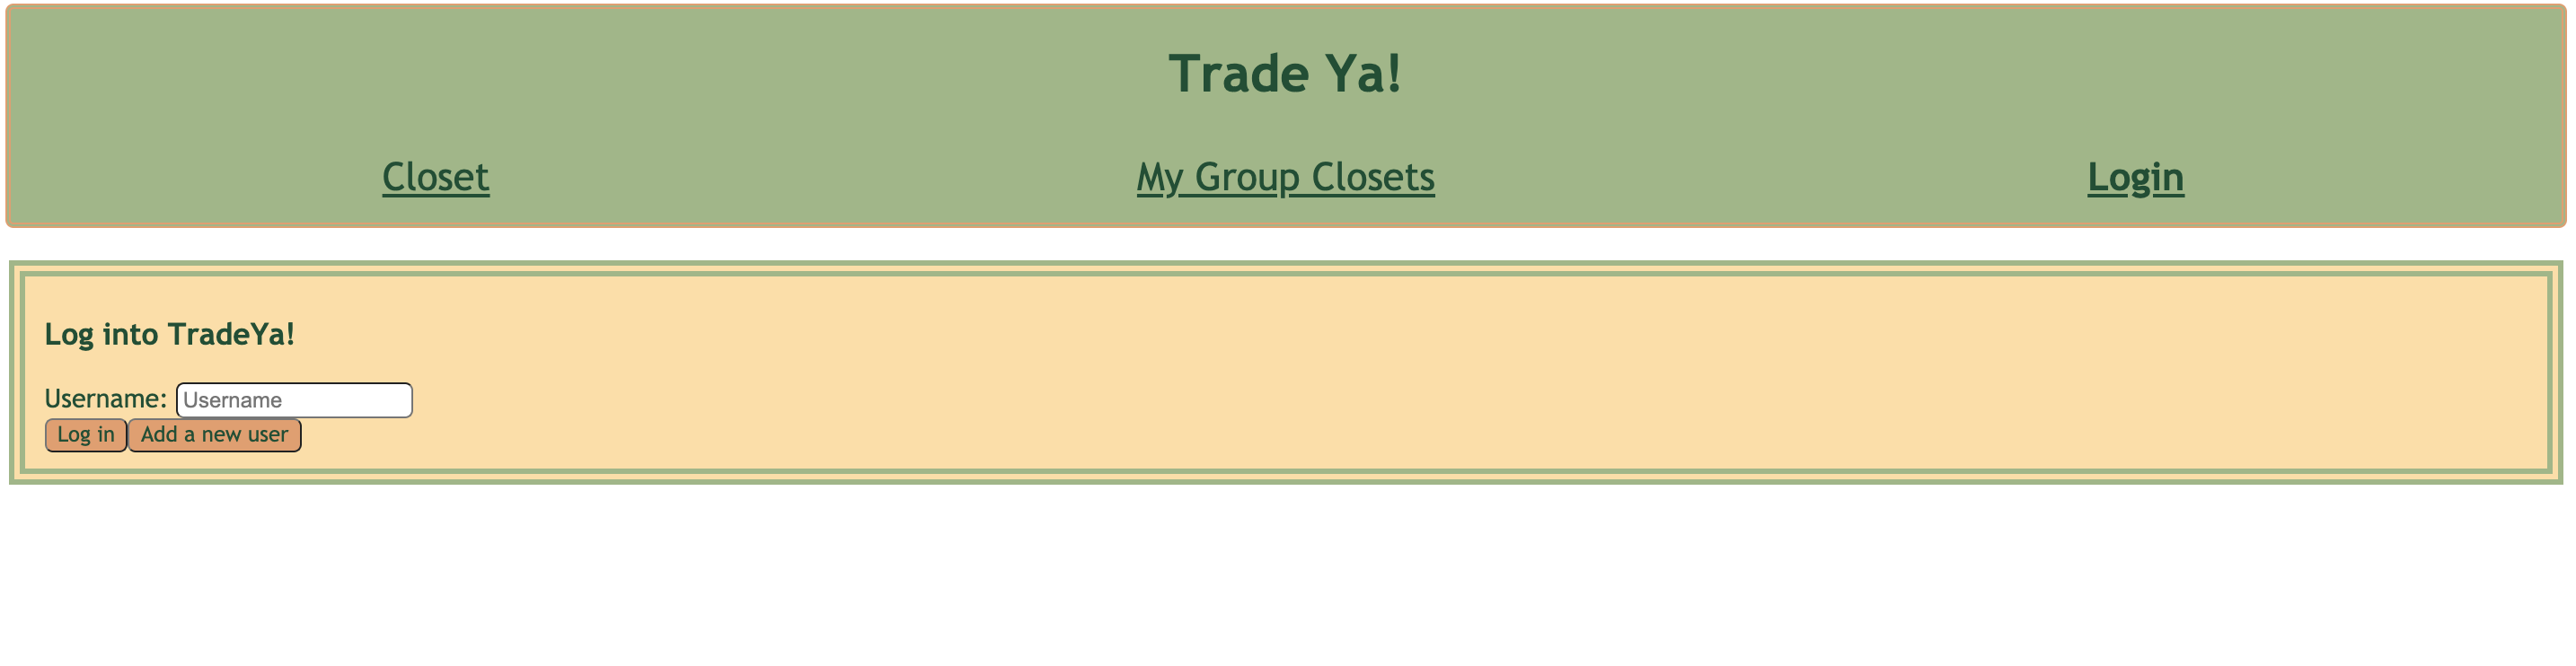 Trade Ya!
Closet My Group Closets Login
Log into TradeYa!
Username: Username
Log in Add a new user